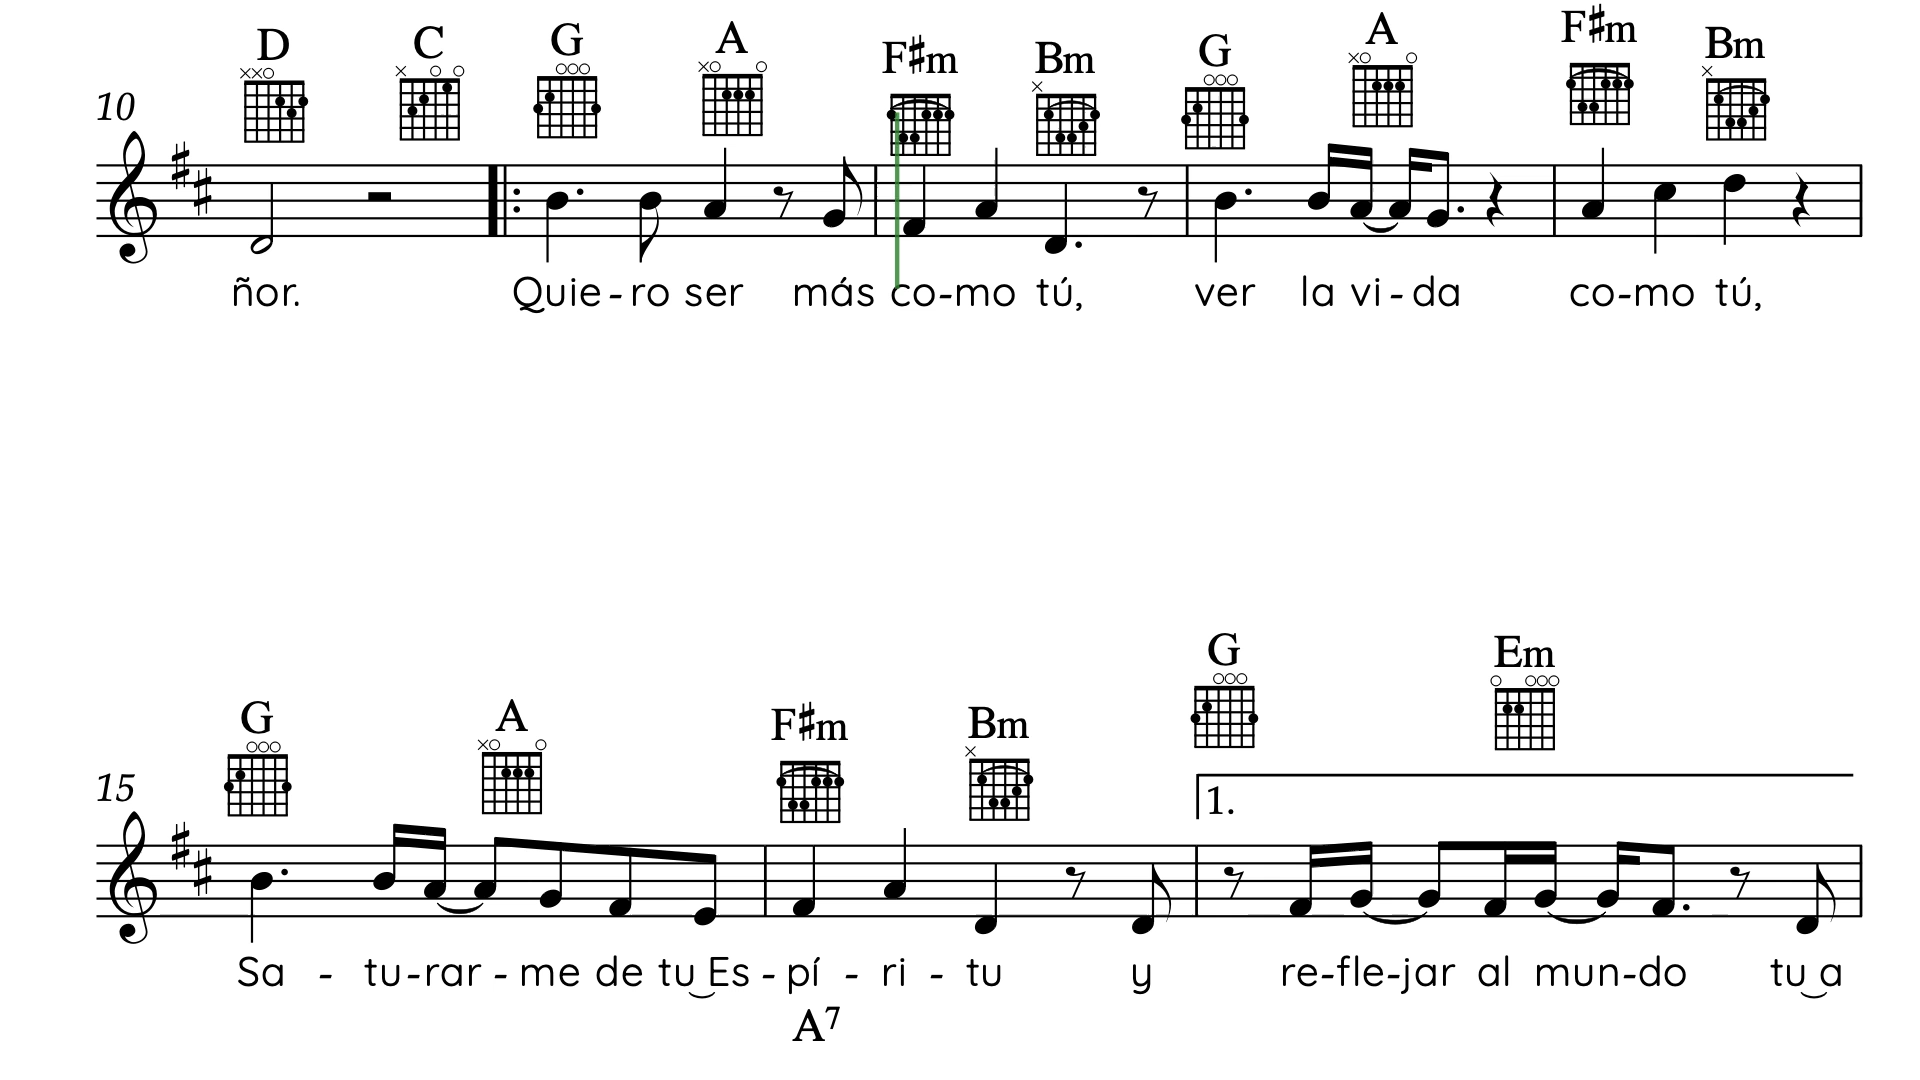 D C G A F♯m Bm G A F♯m Bm
10
ñor. Quie-ro ser más co-mo tú, ver la vi-da co-mo tú,
G Em
G A F♯m Bm
15
1.
Sa - tu-rar-me de tu‿Es-pí - ri - tu y re-fle-jar al mun-do tu‿a
A7